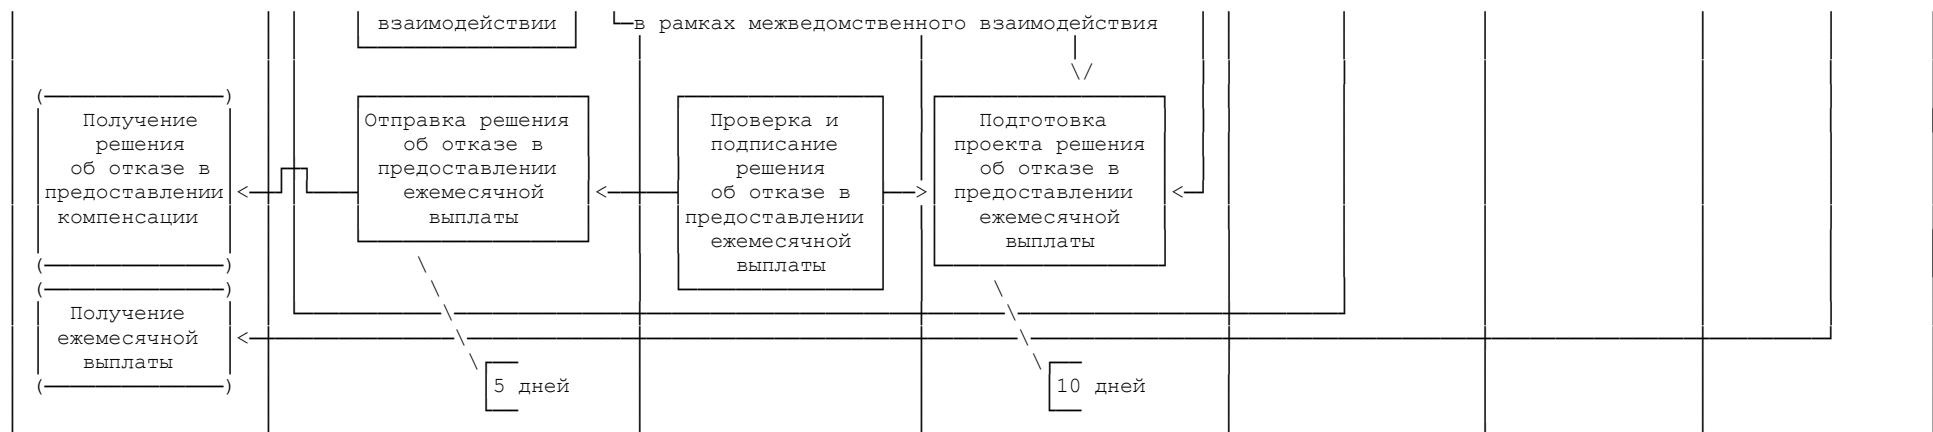 взаимодействии
в рамках межведомственного взаимодействия
Получение
решения
об отказе в
предоставлении
компенсации
Отправка решения
об отказе в
предоставлении
ежемесячной
выплаты
Проверка и
подписание
решения
об отказе в
предоставлении
ежемесячной
выплаты
Подготовка
проекта решения
об отказе в
предоставлении
ежемесячной
выплаты
Получение
ежемесячной
выплаты
5 дней
10 дней